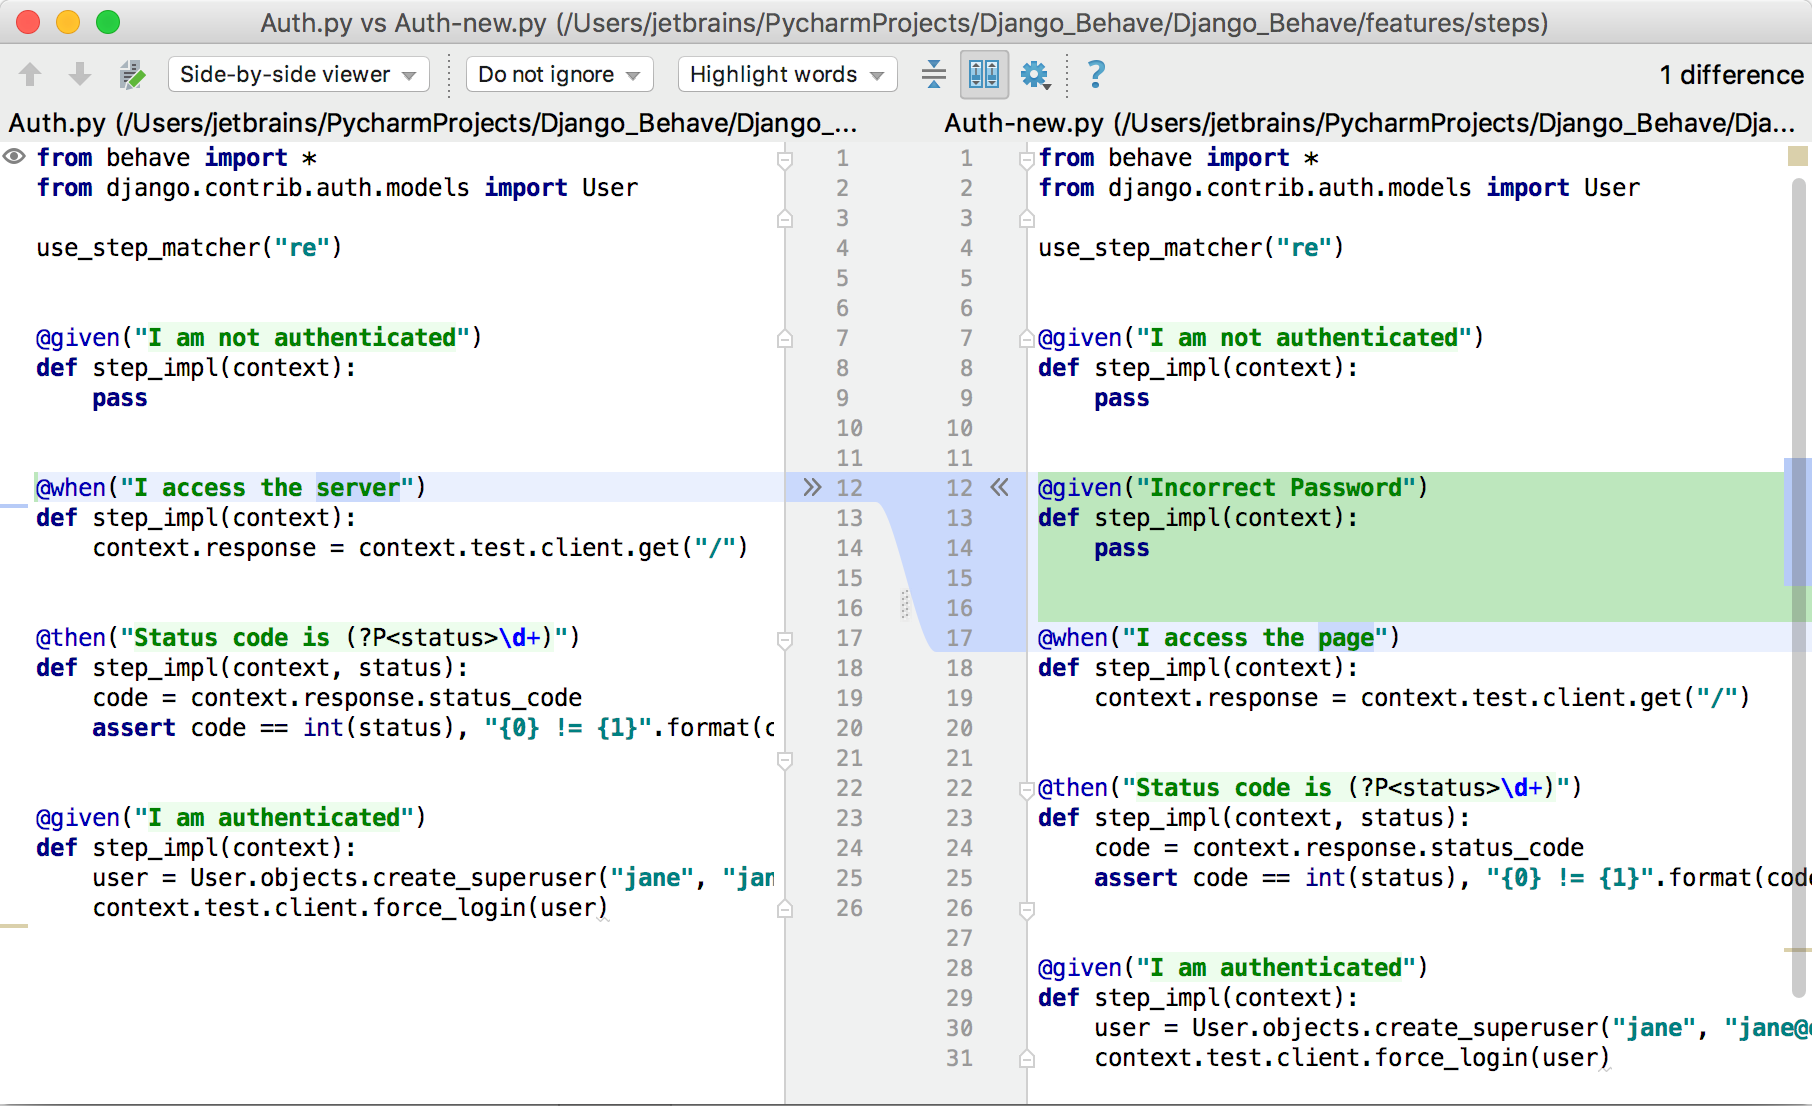 Auth.py vs Auth-new.py (/Users/jetbrains/PycharmProjects/Django_Behave/Django_Behave/features/steps)
Side-by-side viewer Do not ignore Highlight words ? 1 difference
Auth.py (/Users/jetbrains/PycharmProjects/Django_Behave/Django_...
from behave import * 1
from django.contrib.auth.models import User 2
3
use_step_matcher("re") 4
5
6
@given("I am not authenticated") 7
def step_impl(context): 8
pass 9
10
11
@when("I access the server") » 12
def step_impl(context): 13
context.response = context.test.client.get("/") 14
15
16
@then("Status code is (?P<status>\d+)") 17
def step_impl(context, status): 18
code = context.response.status_code 19
assert code == int(status), "{0} != {1}".format(c 20
21
22
@given("I am authenticated") 23
def step_impl(context): 24
user = User.objects.create_superuser("jane", "jan 25
context.test.client.force_login(user) 26
Auth-new.py (/Users/jetbrains/PycharmProjects/Django_Behave/Dja...
1 from behave import *
2 from django.contrib.auth.models import User
3
4 use_step_matcher("re")
5
6
7 @given("I am not authenticated")
8 def step_impl(context):
9 pass
10
11
12 « @given("Incorrect Password")
13 def step_impl(context):
14 pass
15
16
17 @when("I access the page")
18 def step_impl(context):
19 context.response = context.test.client.get("/")
20
21
22 @then("Status code is (?P<status>\d+)")
23 def step_impl(context, status):
24 code = context.response.status_code
25 assert code == int(status), "{0} != {1}".format(code
26
27
28 @given("I am authenticated")
29 def step_impl(context):
30 user = User.objects.create_superuser("jane", "jane@
31 context.test.client.force_login(user)